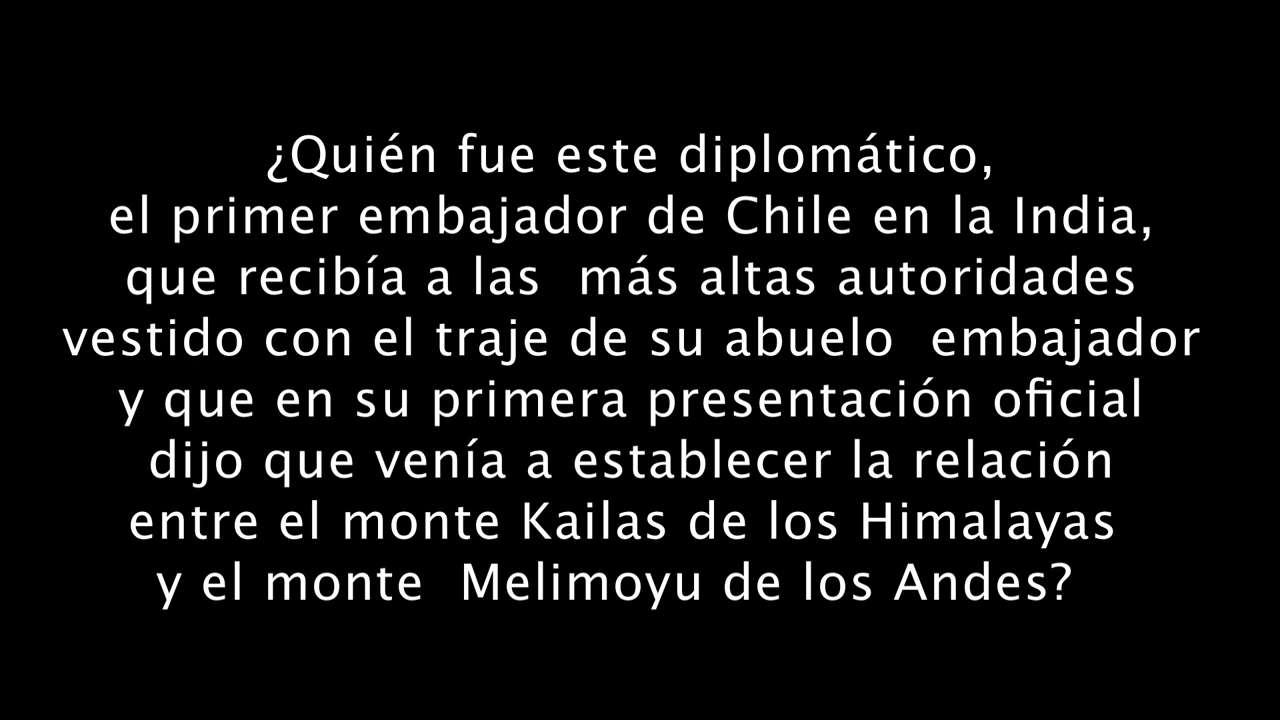 ¿Quién fue este diplomático,
el primer embajador de Chile en la India,
que recibía a las más altas autoridades
vestido con el traje de su abuelo embajador
y que en su primera presentación oficial
dijo que venía a establecer la relación
entre el monte Kailas de los Himalayas
y el monte Melimoyu de los Andes?